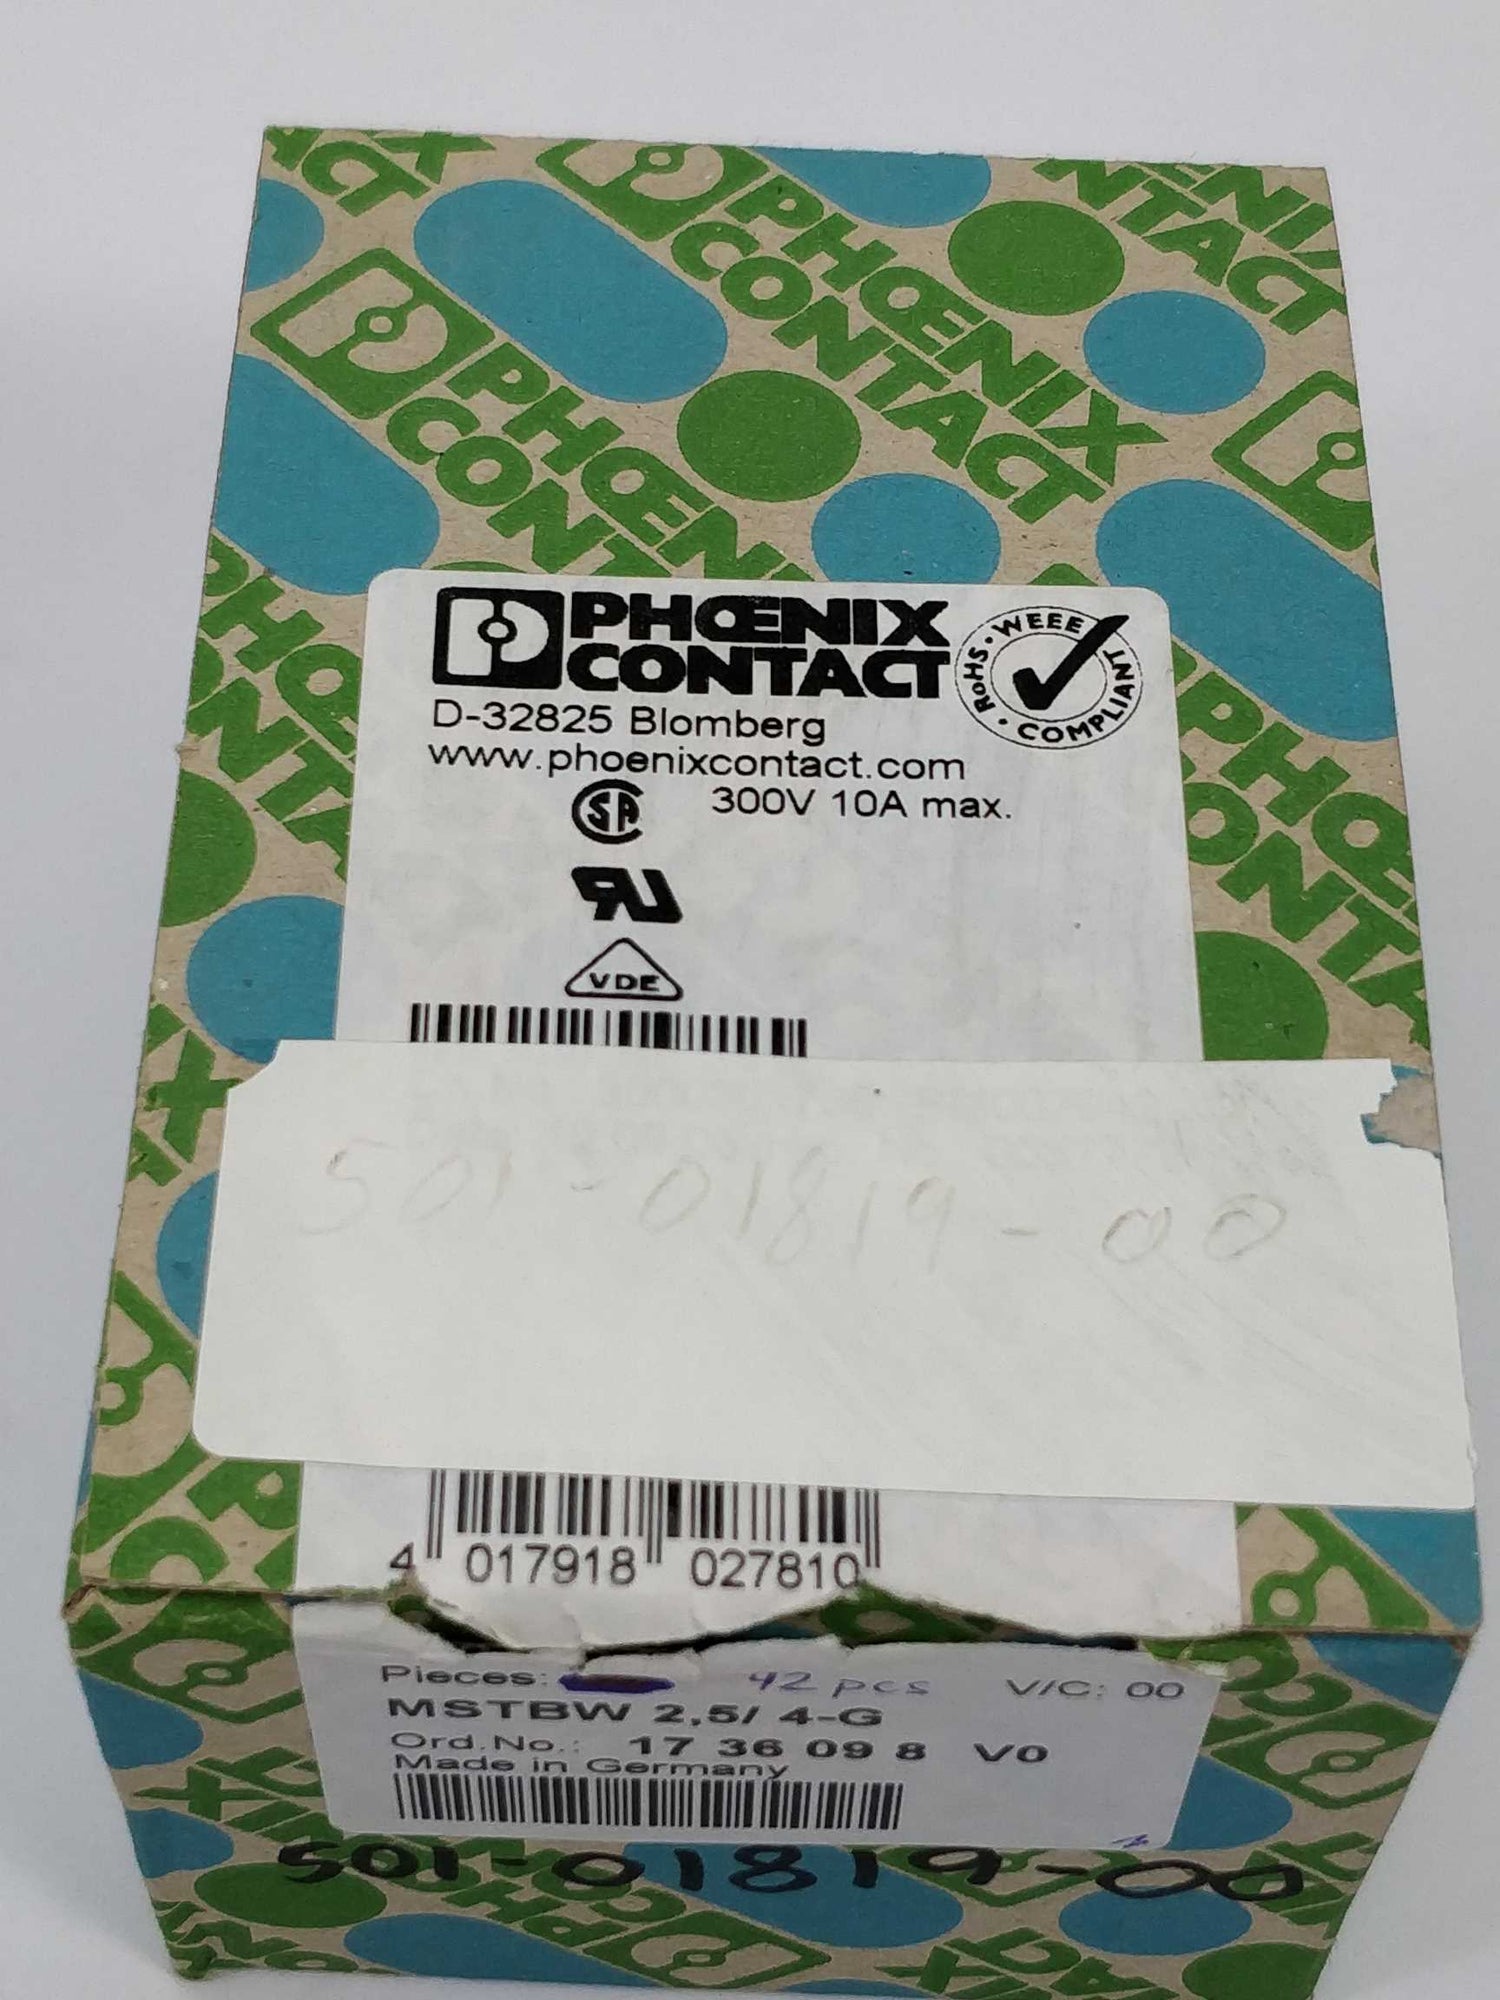 PHŒNIX
CONTACT
WEEE
RoHS
COMPLIANT
D-32825 Blomberg
www.phoenixcontact.com
300V 10A max.
VDE
501-01819-00
4 017918 027810
Pieces: 42 pcs V/C: 00
MSTBW 2,5/ 4-G
Ord.No.: 17 36 09 8 V0
Made in Germany
501-01819-00